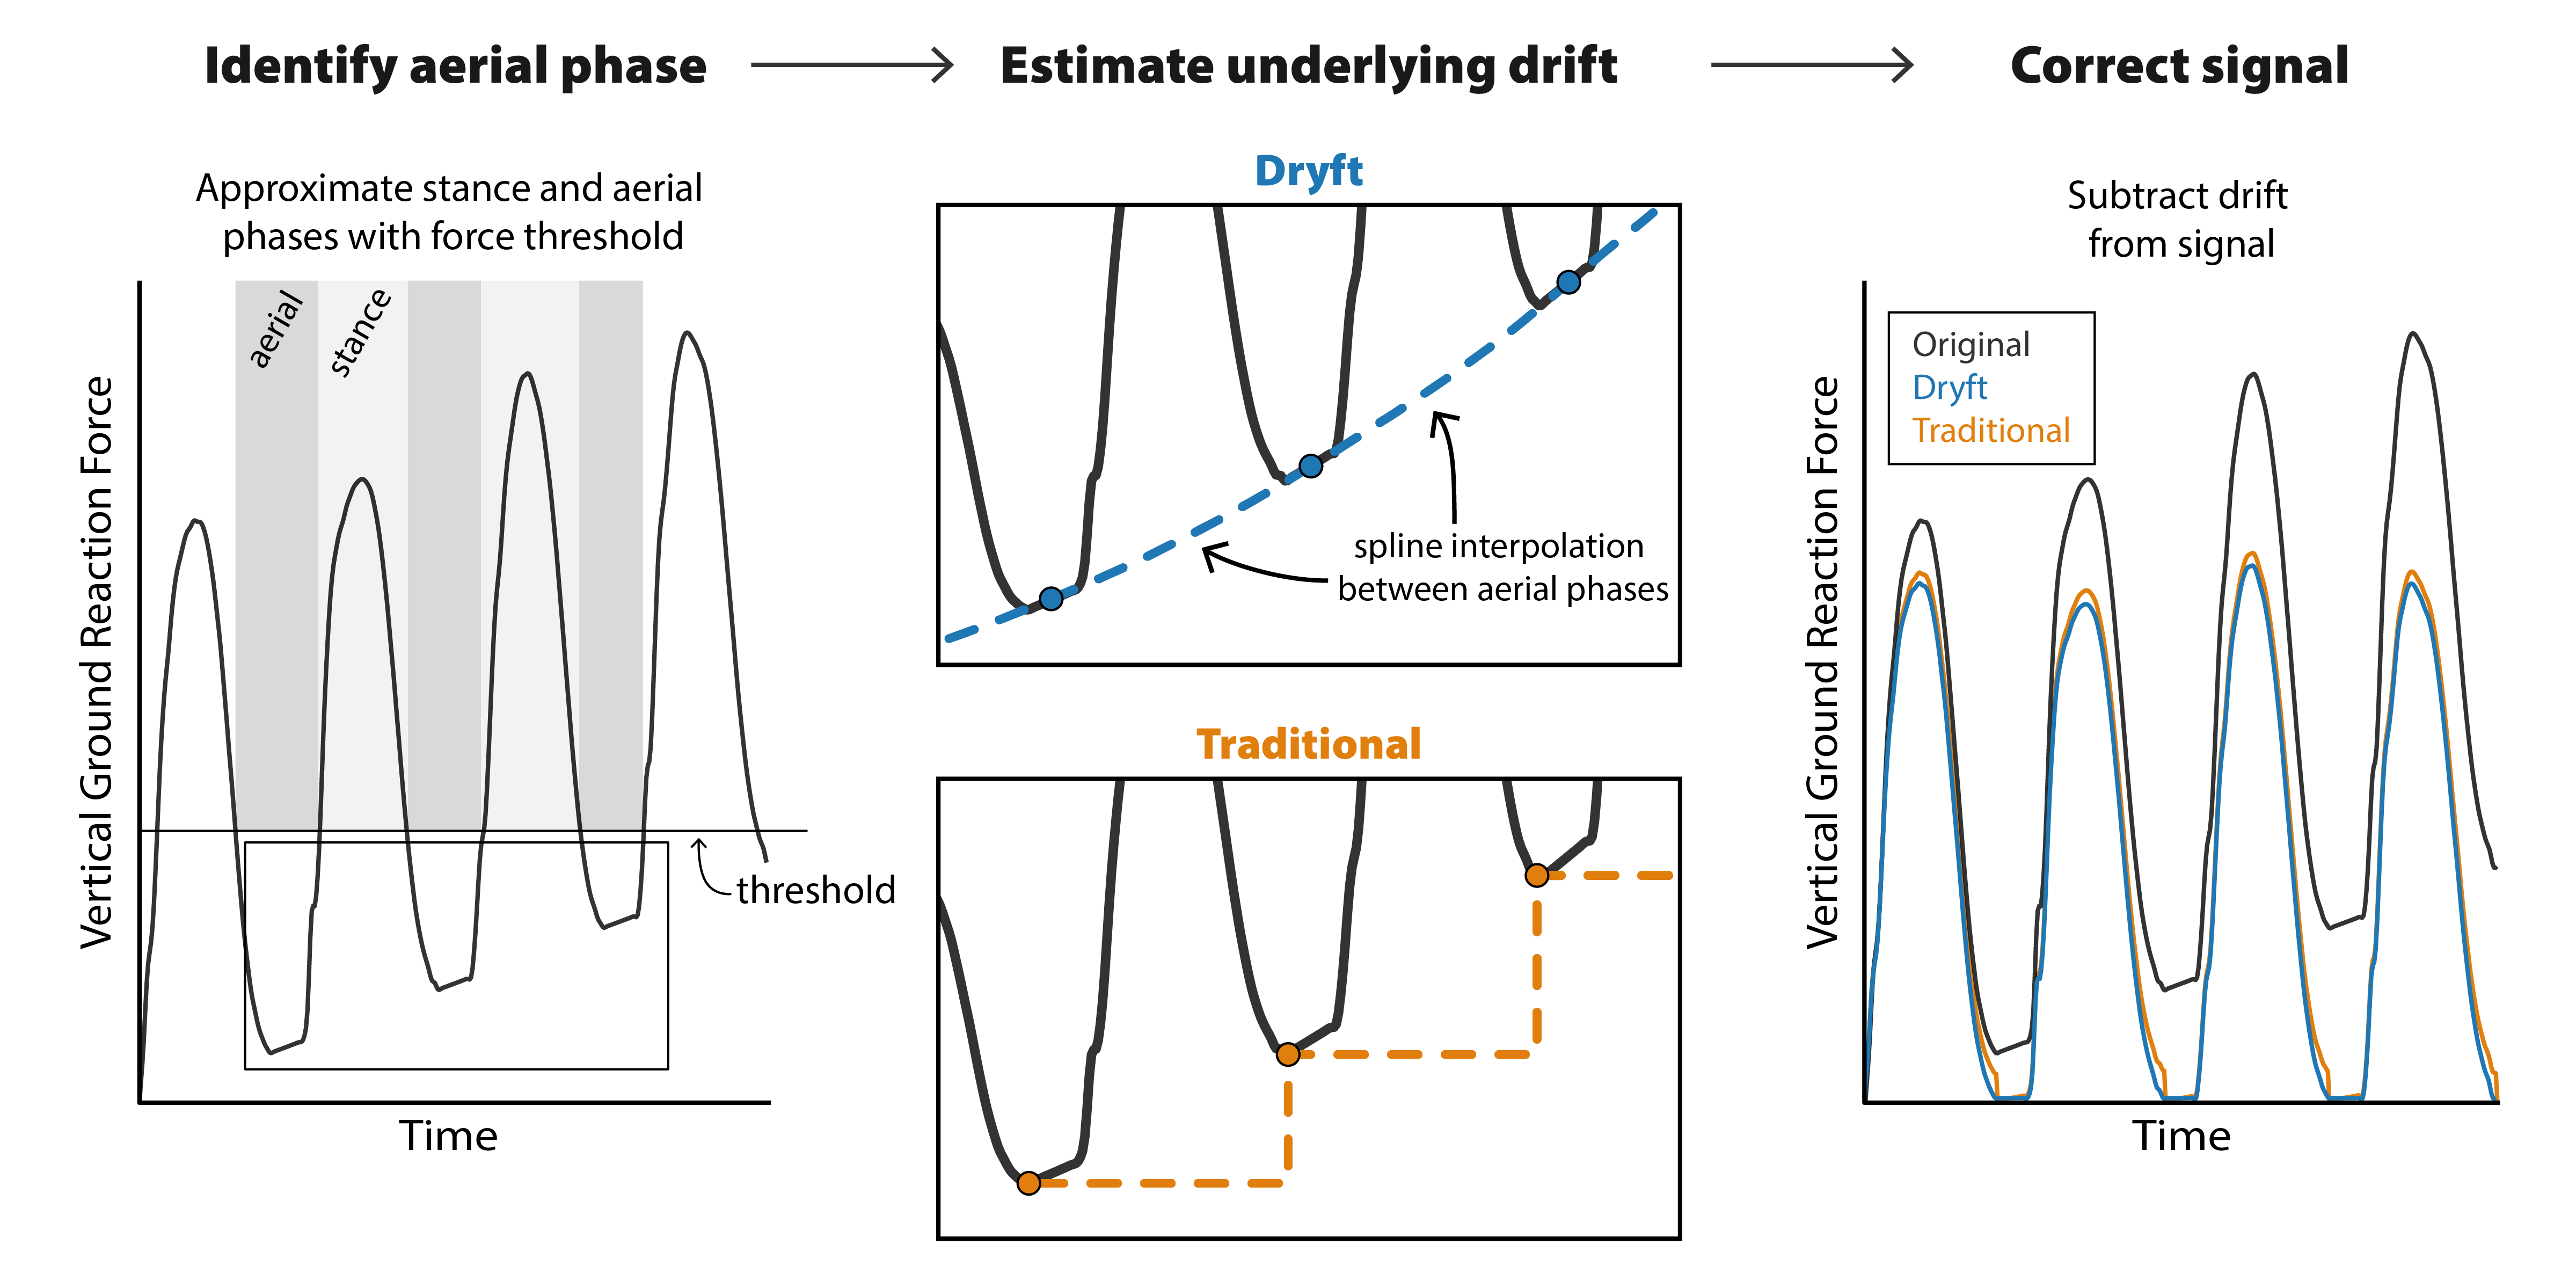 Identify aerial phase
Estimate underlying drift
Correct signal
Approximate stance and aerial
phases with force threshold
aerial
stance
Vertical Ground Reaction Force
threshold
Time
Dryft
spline interpolation
between aerial phases
Traditional
Subtract drift
from signal
Original
Dryft
Traditional
Vertical Ground Reaction Force
Time